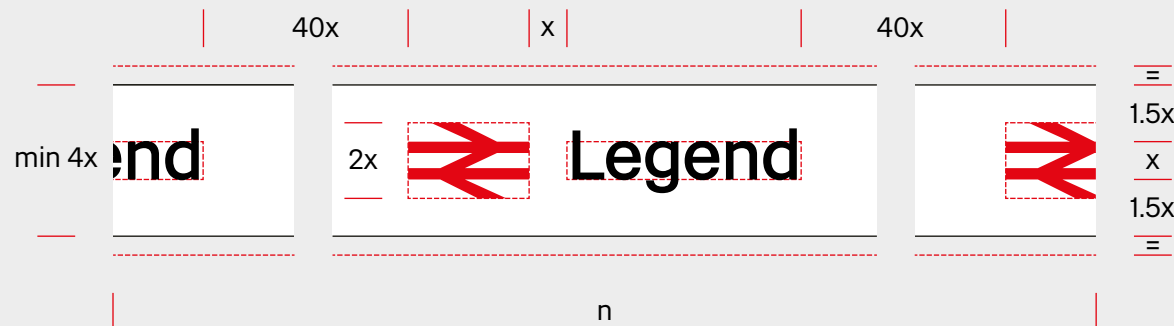 40x x 40x
=
1.5x
min 4x end 2x Legend x
1.5x
=
n